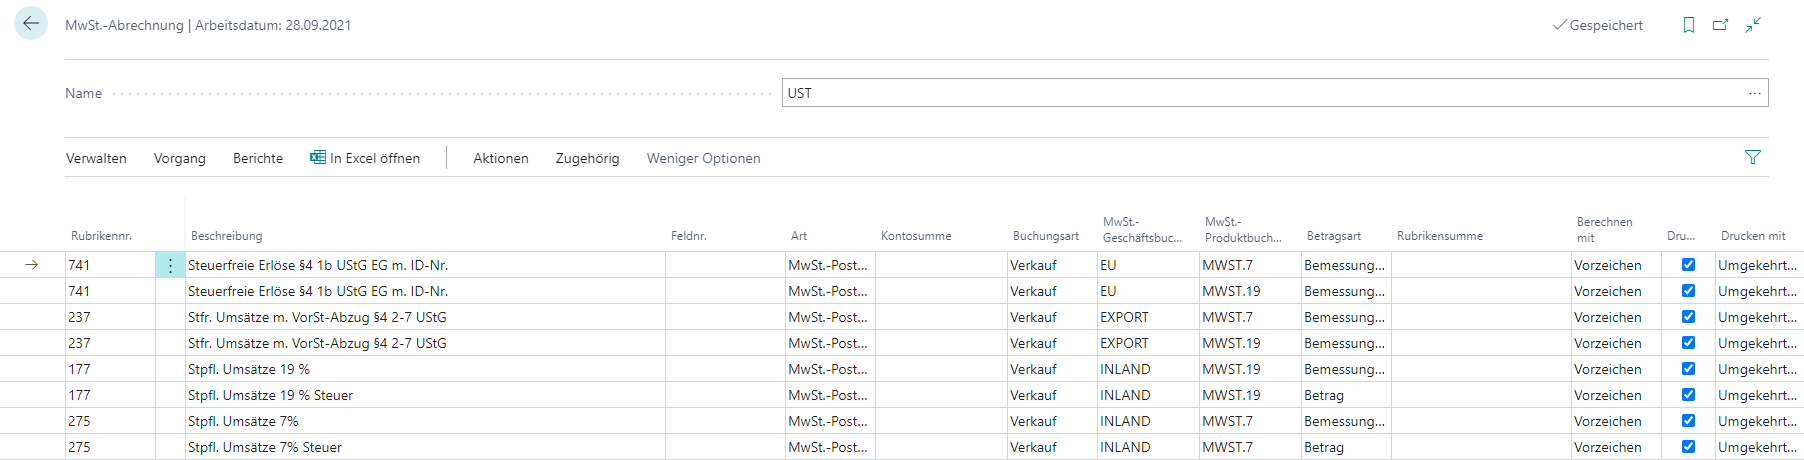 MwSt.-Abrechnung | Arbeitsdatum: 28.09.2021
Gespeichert
Name
UST
Verwalten Vorgang Berichte In Excel öffnen Aktionen Zugehörig Weniger Optionen
Rubrikennr. Beschreibung Feldnr. Art Kontosumme Buchungsart MwSt.-Geschäftsbuc... MwSt.-Produktbuch... Betragsart Rubrikensumme Berechnen mit Dru... Drucken mit
741 Steuerfreie Erlöse §4 1b UStG EG m. ID-Nr. MwSt.-Post... Verkauf EU MWST.7 Bemessung... Vorzeichen Umgekehrt...
741 Steuerfreie Erlöse §4 1b UStG EG m. ID-Nr. MwSt.-Post... Verkauf EU MWST.19 Bemessung... Vorzeichen Umgekehrt...
237 Stfr. Umsätze m. VorSt-Abzug §4 2-7 UStG MwSt.-Post... Verkauf EXPORT MWST.7 Bemessung... Vorzeichen Umgekehrt...
237 Stfr. Umsätze m. VorSt-Abzug §4 2-7 UStG MwSt.-Post... Verkauf EXPORT MWST.19 Bemessung... Vorzeichen Umgekehrt...
177 Stpfl. Umsätze 19 % MwSt.-Post... Verkauf INLAND MWST.19 Bemessung... Vorzeichen Umgekehrt...
177 Stpfl. Umsätze 19 % Steuer MwSt.-Post... Verkauf INLAND MWST.19 Betrag Vorzeichen Umgekehrt...
275 Stpfl. Umsätze 7% MwSt.-Post... Verkauf INLAND MWST.7 Bemessung... Vorzeichen Umgekehrt...
275 Stpfl. Umsätze 7% Steuer MwSt.-Post... Verkauf INLAND MWST.7 Betrag Vorzeichen Umgekehrt...